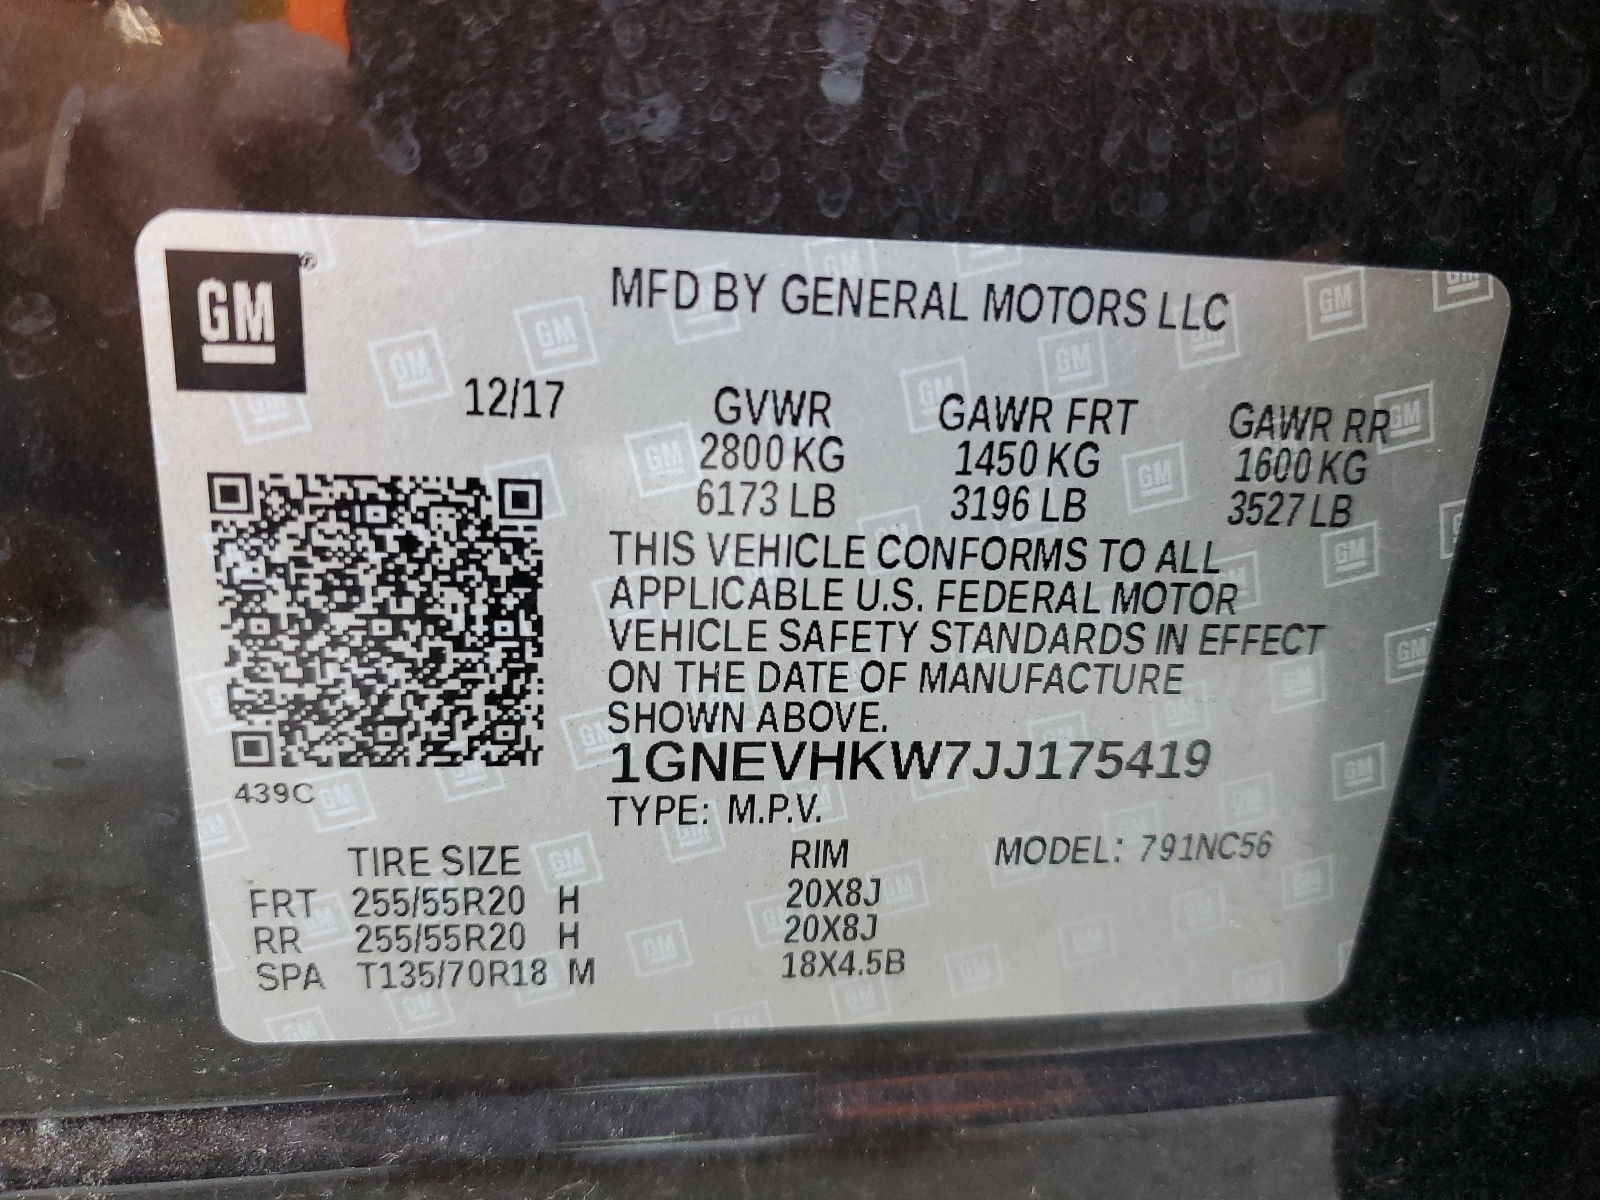 GM ®
MFD BY GENERAL MOTORS LLC
12/17 GVWR GAWR FRT GAWR RR
2800 KG 1450 KG 1600 KG
6173 LB 3196 LB 3527 LB
THIS VEHICLE CONFORMS TO ALL
APPLICABLE U.S. FEDERAL MOTOR
VEHICLE SAFETY STANDARDS IN EFFECT
ON THE DATE OF MANUFACTURE
SHOWN ABOVE.
1GNEVHKW7JJ175419
439C
TYPE: M.P.V.
TIRE SIZE RIM MODEL: 791NC56
FRT 255/55R20 H 20X8J
RR 255/55R20 H 20X8J
SPA T135/70R18 M 18X4.5B